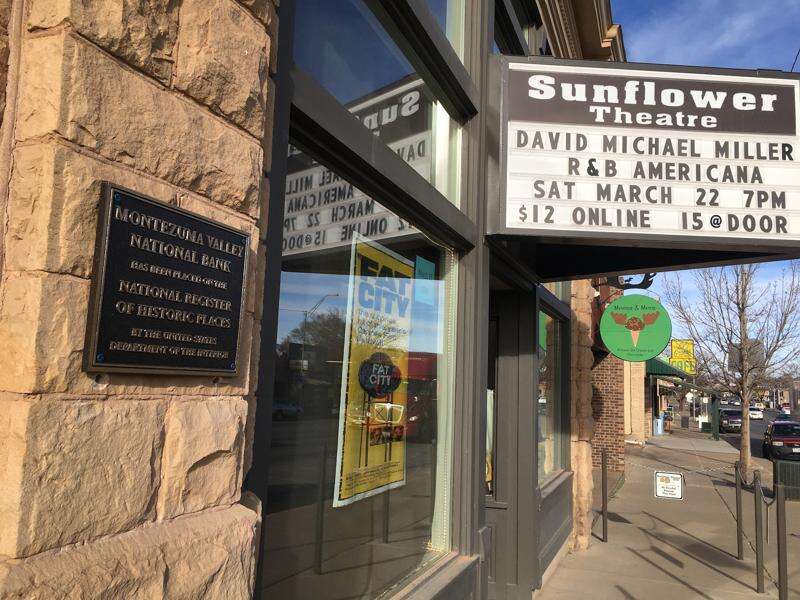 MONTEZUMA VALLEY
NATIONAL BANK
HAS BEEN PLACED ON THE
NATIONAL REGISTER
OF HISTORIC PLACES
BY THE UNITED STATES
DEPARTMENT OF THE INTERIOR
Sunflower
Theatre
DAVID MICHAEL MILLER
R&B AMERICANA
SAT MARCH 22 7PM
$12 ONLINE 15@DOOR
FAT
CITY
FAT
CITY